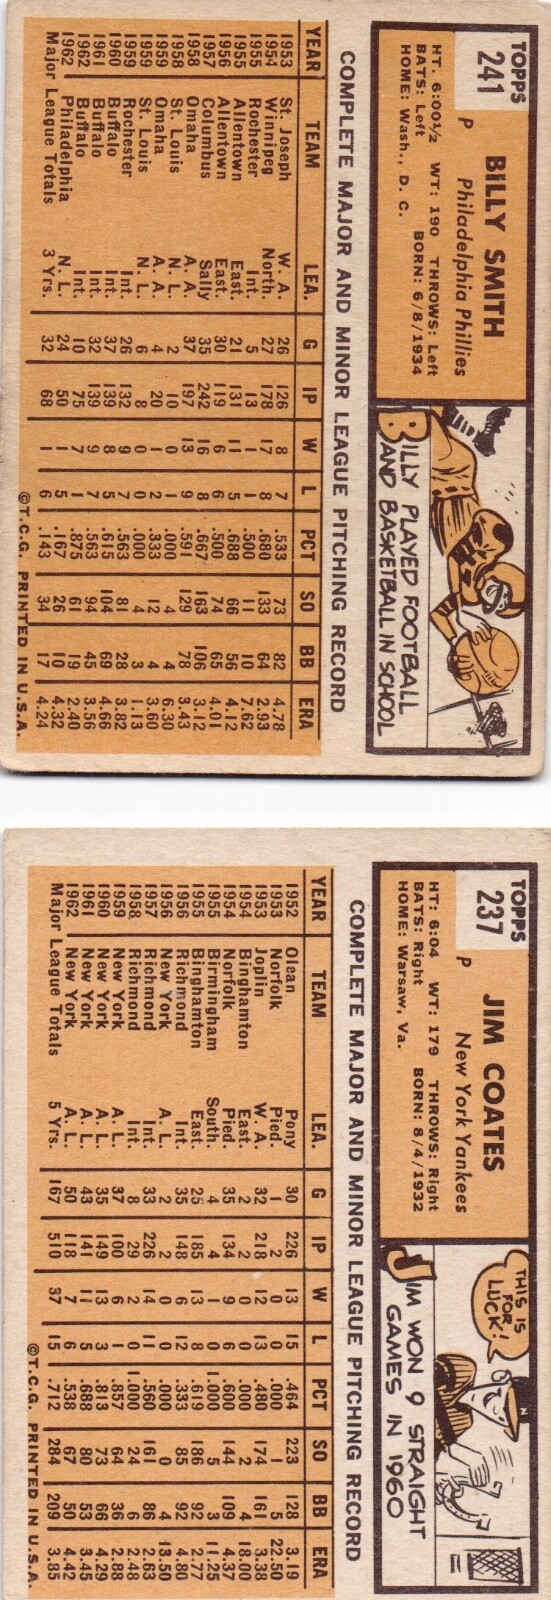 TOPPS
241
P
BILLY SMITH
Philadelphia Phillies
HT. 6:00½ WT: 190 THROWS: Left
BATS: Left BORN: 6/8/1934
HOME: Wash., D. C.
BILLY PLAYED FOOTBALL
AND BASKETBALL IN SCHOOL
COMPLETE MAJOR AND MINOR LEAGUE PITCHING RECORD
YEAR TEAM LEA. G IP W L PCT SO BB ERA
1953 St. Joseph W. A. 26 126 8 7 .533 73 82 4.78
1954 Winnipeg North. 27 178 17 8 .680 133 64 2.93
1955 Rochester Int. 5 13 1 1 .500 11 10 7.62
1955 Allentown East. 21 131 11 5 .688 66 56 4.12
1956 Allentown East. 30 119 6 6 .500 74 65 4.01
1957 Columbus Sally 35 242 16 8 .667 163 106 3.12
1958 Omaha A. A. 37 197 13 9 .591 129 78 3.43
1958 St. Louis N. L. 2 10 0 1 .000 4 4 6.30
1959 Omaha A. A. 4 20 1 2 .333 12 4 3.60
1959 St. Louis N. L. 6 8 0 0 .000 4 3 1.13
1959 Rochester Int. 26 132 9 7 .563 81 28 3.82
1960 Buffalo Int. 37 139 8 5 .615 104 69 4.66
1961 Buffalo Int. 32 139 9 7 .563 94 45 3.56
1962 Buffalo Int. 10 75 7 1 .875 61 19 2.40
1962 Philadelphia N. L. 24 50 1 5 .167 26 10 4.32
Major League Totals 3 Yrs. 32 68 1 6 .143 34 17 4.24
©T.C.G. PRINTED IN U.S.A.
TOPPS
237
P
JIM COATES
New York Yankees
HT: 6:04 WT: 179 THROWS: Right
BATS: Right BORN: 8/4/1932
HOME: Warsaw, Va.
THIS IS
FOR
LUCK!
JIM WON 9 STRAIGHT
GAMES IN 1960
COMPLETE MAJOR AND MINOR LEAGUE PITCHING RECORD
YEAR TEAM LEA. G IP W L PCT SO BB ERA
1952 Olean Pony 30 226 13 15 .464 223 128 3.19
1953 Norfolk Pied. 1 2 0 0 .000 1 5 22.50
1953 Joplin W. A. 32 218 12 13 .480 174 161 3.38
1954 Binghamton East. 2 2 0 0 .000 2 4 18.00
1954 Norfolk Pied. 35 134 9 6 .600 144 109 4.37
1955 Birmingham South. 4 4 1 0 1.000 5 3 11.25
1955 Binghamton East. 25 185 13 8 .619 186 92 2.77
1956 Richmond Int. 35 148 6 12 .333 85 92 4.80
1956 New York A. L. 2 2 0 0 .000 0 4 13.50
1957 Richmond Int. 33 226 14 11 .560 161 86 2.63
1958 Richmond Int. 8 29 2 0 1.000 24 6 2.48
1959 New York A. L. 37 100 6 1 .857 64 36 2.88
1960 New York A. L. 35 149 13 3 .813 73 66 4.29
1961 New York A. L. 43 141 11 5 .688 80 53 3.45
1962 New York A. L. 50 118 7 6 .538 67 50 4.42
Major League Totals 5 Yrs. 167 510 37 15 .712 284 209 3.85
©T.C.G. PRINTED IN U.S.A.